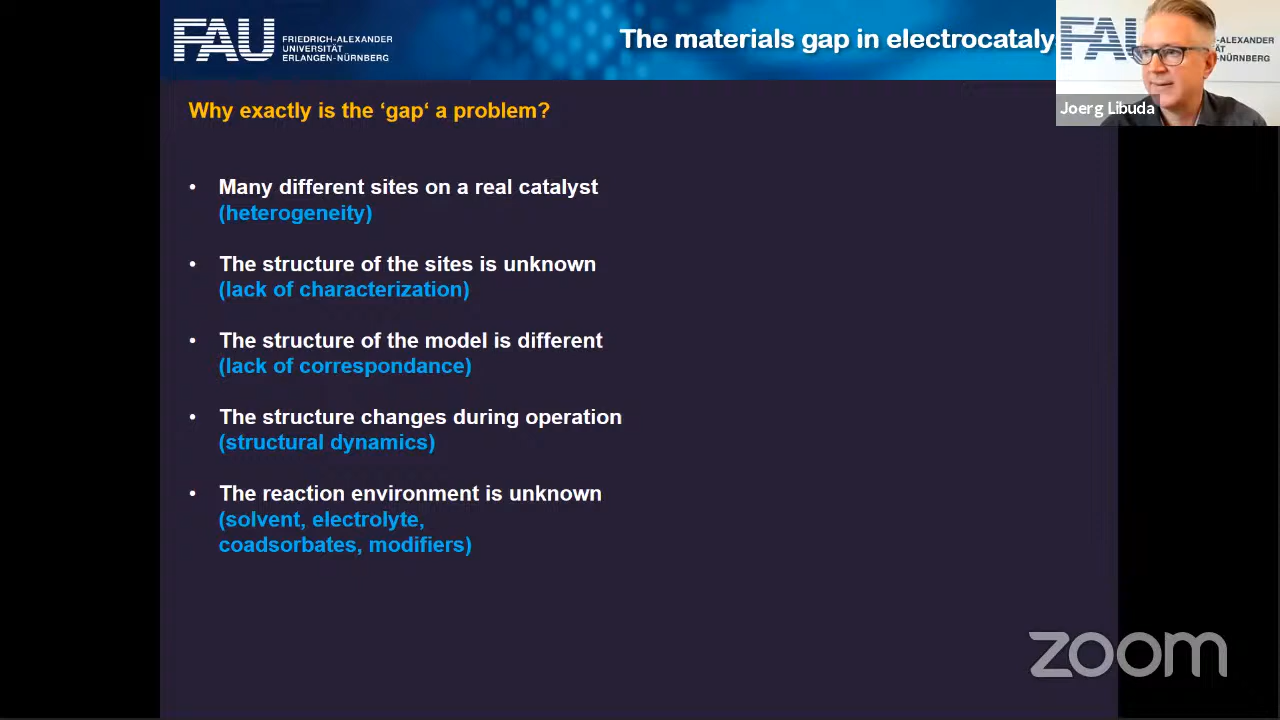 FAU
FRIEDRICH-ALEXANDER
UNIVERSITÄT
ERLANGEN-NÜRNBERG
The materials gap in electrocataly
FAU
-ALEXANDER
TÄT
N-NÜRNBERG
Joerg Libuda
Why exactly is the ‘gap‘ a problem?
• Many different sites on a real catalyst
(heterogeneity)
• The structure of the sites is unknown
(lack of characterization)
• The structure of the model is different
(lack of correspondance)
• The structure changes during operation
(structural dynamics)
• The reaction environment is unknown
(solvent, electrolyte,
coadsorbates, modifiers)
zoom